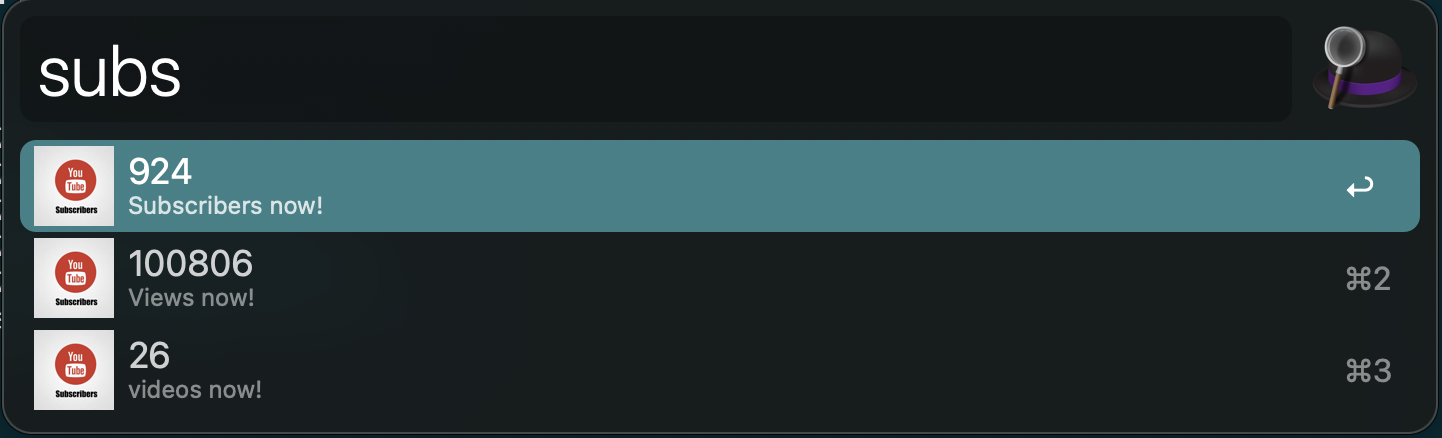 subs
You
Tube
Subscribers
924
Subscribers now!
↩
You
Tube
Subscribers
100806
Views now!
⌘2
You
Tube
Subscribers
26
videos now!
⌘3